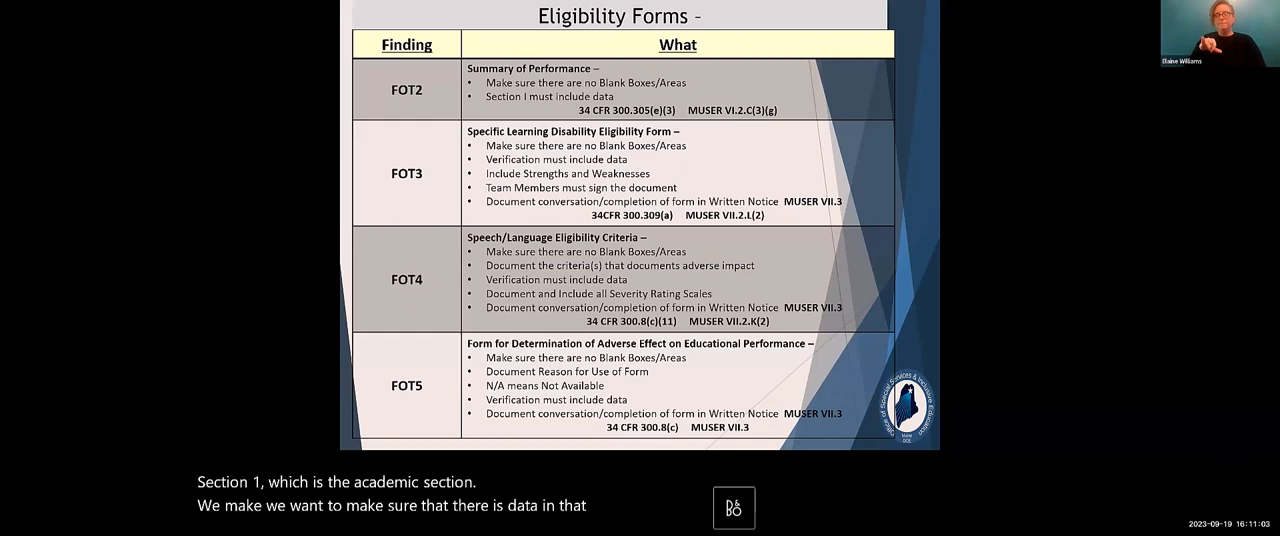 Eligibility Forms -
Elaine Williams
Finding
What
FOT2
Summary of Performance –
• Make sure there are no Blank Boxes/Areas
• Section I must include data
34 CFR 300.305(e)(3) MUSER VI.2.C(3)(g)
FOT3
Specific Learning Disability Eligibility Form –
• Make sure there are no Blank Boxes/Areas
• Verification must include data
• Include Strengths and Weaknesses
• Team Members must sign the document
• Document conversation/completion of form in Written Notice MUSER VII.3
34CFR 300.309(a) MUSER VII.2.L(2)
FOT4
Speech/Language Eligibility Criteria –
• Make sure there are no Blank Boxes/Areas
• Document the criteria(s) that documents adverse impact
• Verification must include data
• Document and Include all Severity Rating Scales
• Document conversation/completion of form in Written Notice MUSER VII.3
34 CFR 300.8(c)(11) MUSER VII.2.K(2)
FOT5
Form for Determination of Adverse Effect on Educational Performance –
• Make sure there are no Blank Boxes/Areas
• Document Reason for Use of Form
• N/A means Not Available
• Verification must include data
• Document conversation/completion of form in Written Notice MUSER VII.3
34 CFR 300.8(c) MUSER VII.3
Office of Special Services & Inclusive Education
Maine
DOE
Section 1, which is the academic section.
We make we want to make sure that there is data in that
B&O
2023-09-19 16:11:03